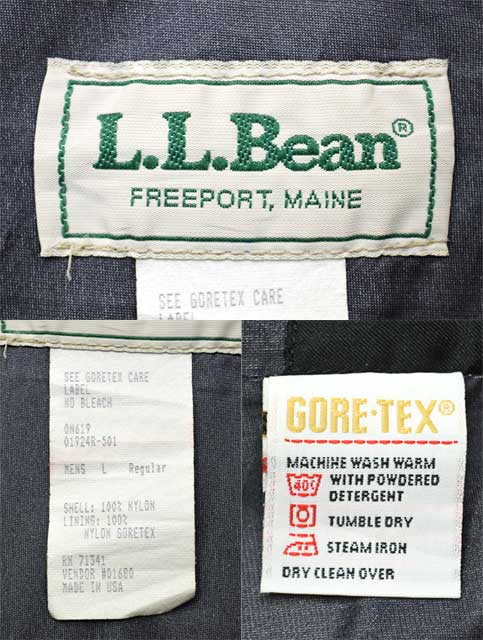 L.L.Bean®
FREEPORT, MAINE
SEE GORETEX CARE
LABEL
SEE GORETEX CARE
LABEL
NO BLEACH
0N619
01924R-501
MENS L Regular
SHELL: 100% NYLON
LINING: 100%
NYLON GORETEX
RN 71341
VENDOR #01680
MADE IN USA
GORE-TEX®
MACHINE WASH WARM
40° WITH POWDERED
DETERGENT
TUMBLE DRY
STEAM IRON
DRY CLEAN OVER